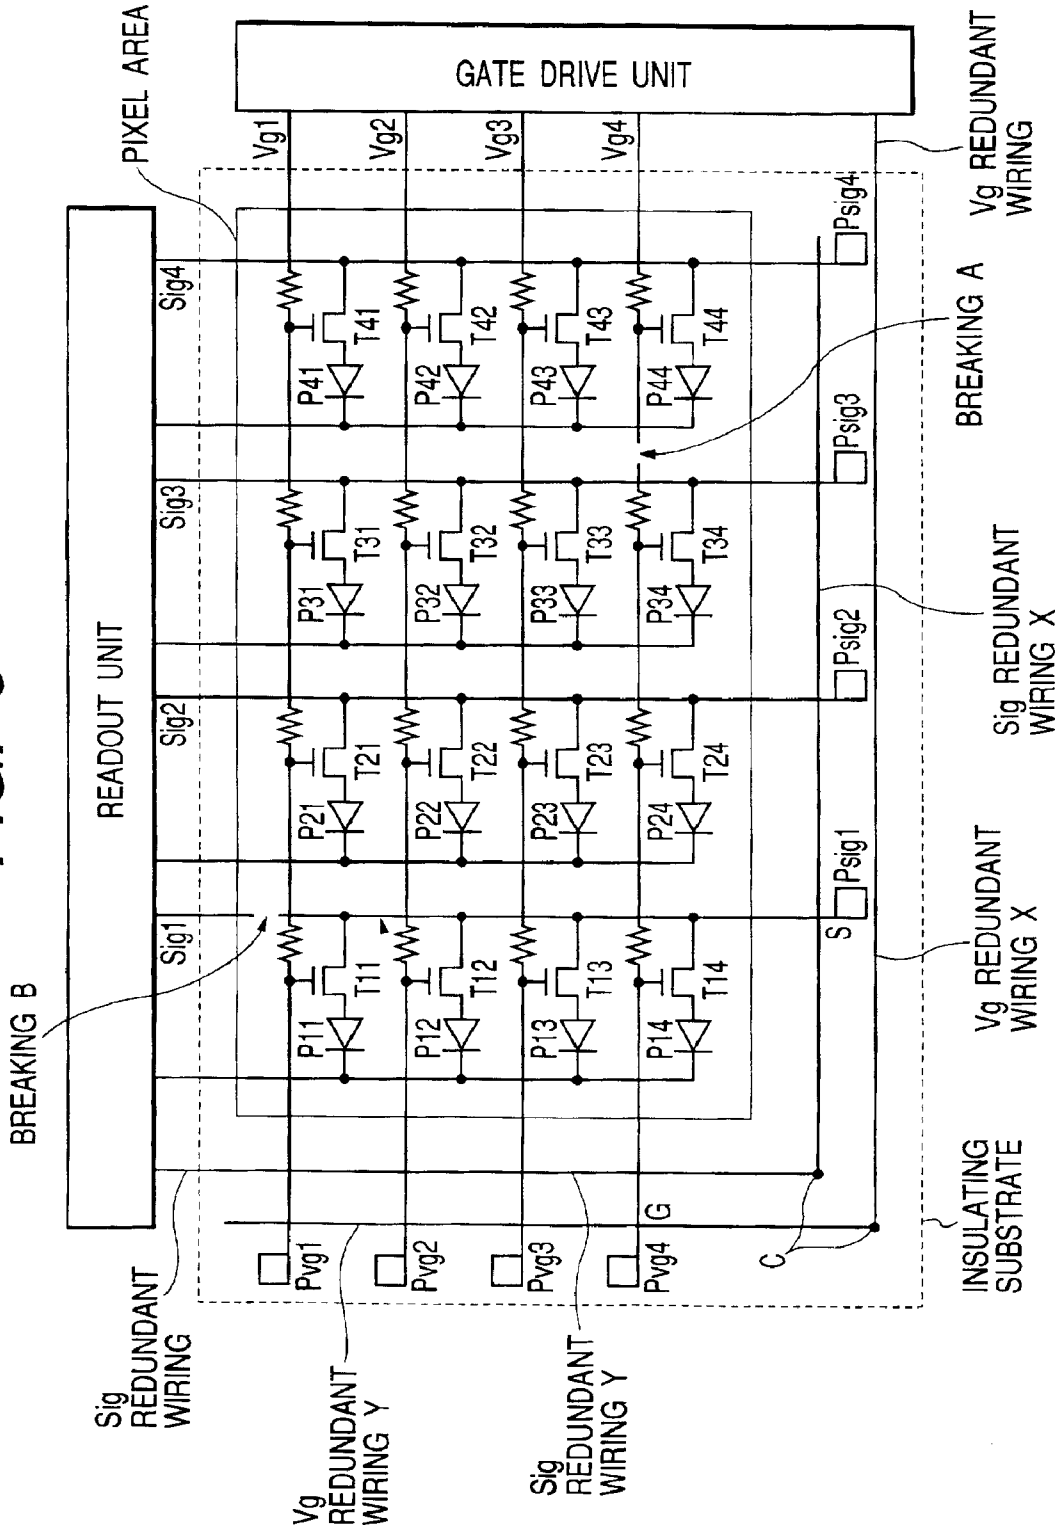 BREAKING B
READOUT UNIT
PIXEL AREA
Sig
REDUNDANT
WIRING
Sig1
Sig2
Sig3
Sig4
GATE DRIVE UNIT
Vg1
Vg2
Vg3
Vg4
Pvg1
P11
T11
P21
T21
P31
T31
P41
T41
Pvg2
P12
T12
P22
T22
P32
T32
P42
T42
Pvg3
P13
T13
P23
T23
P33
T33
P43
T43
Pvg4
P14
T14
P24
T24
P34
T34
P44
T44
Vg
REDUNDANT
WIRING Y
Sig
REDUNDANT
WIRING Y
G
C
S
Psig1
Psig2
Psig3
Psig4
INSULATING
SUBSTRATE
Vg REDUNDANT
WIRING X
Sig REDUNDANT
WIRING X
BREAKING A
Vg REDUNDANT
WIRING